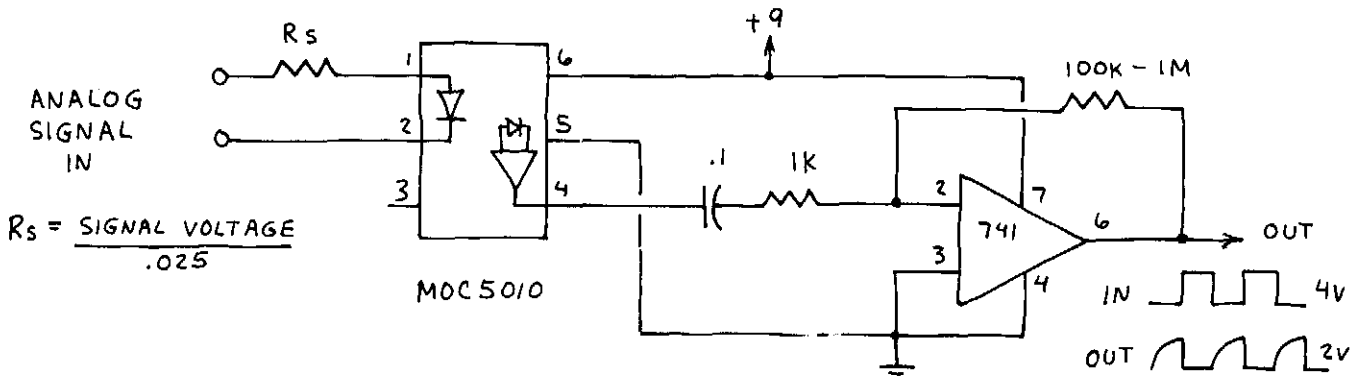 Rs
ANALOG
SIGNAL
IN
1
2
3
6
5
4
MOC5010
Rs = SIGNAL VOLTAGE
.025
+9
.1
1K
100K - 1M
2
3
741
7
4
6
OUT
IN 4V
OUT 2V